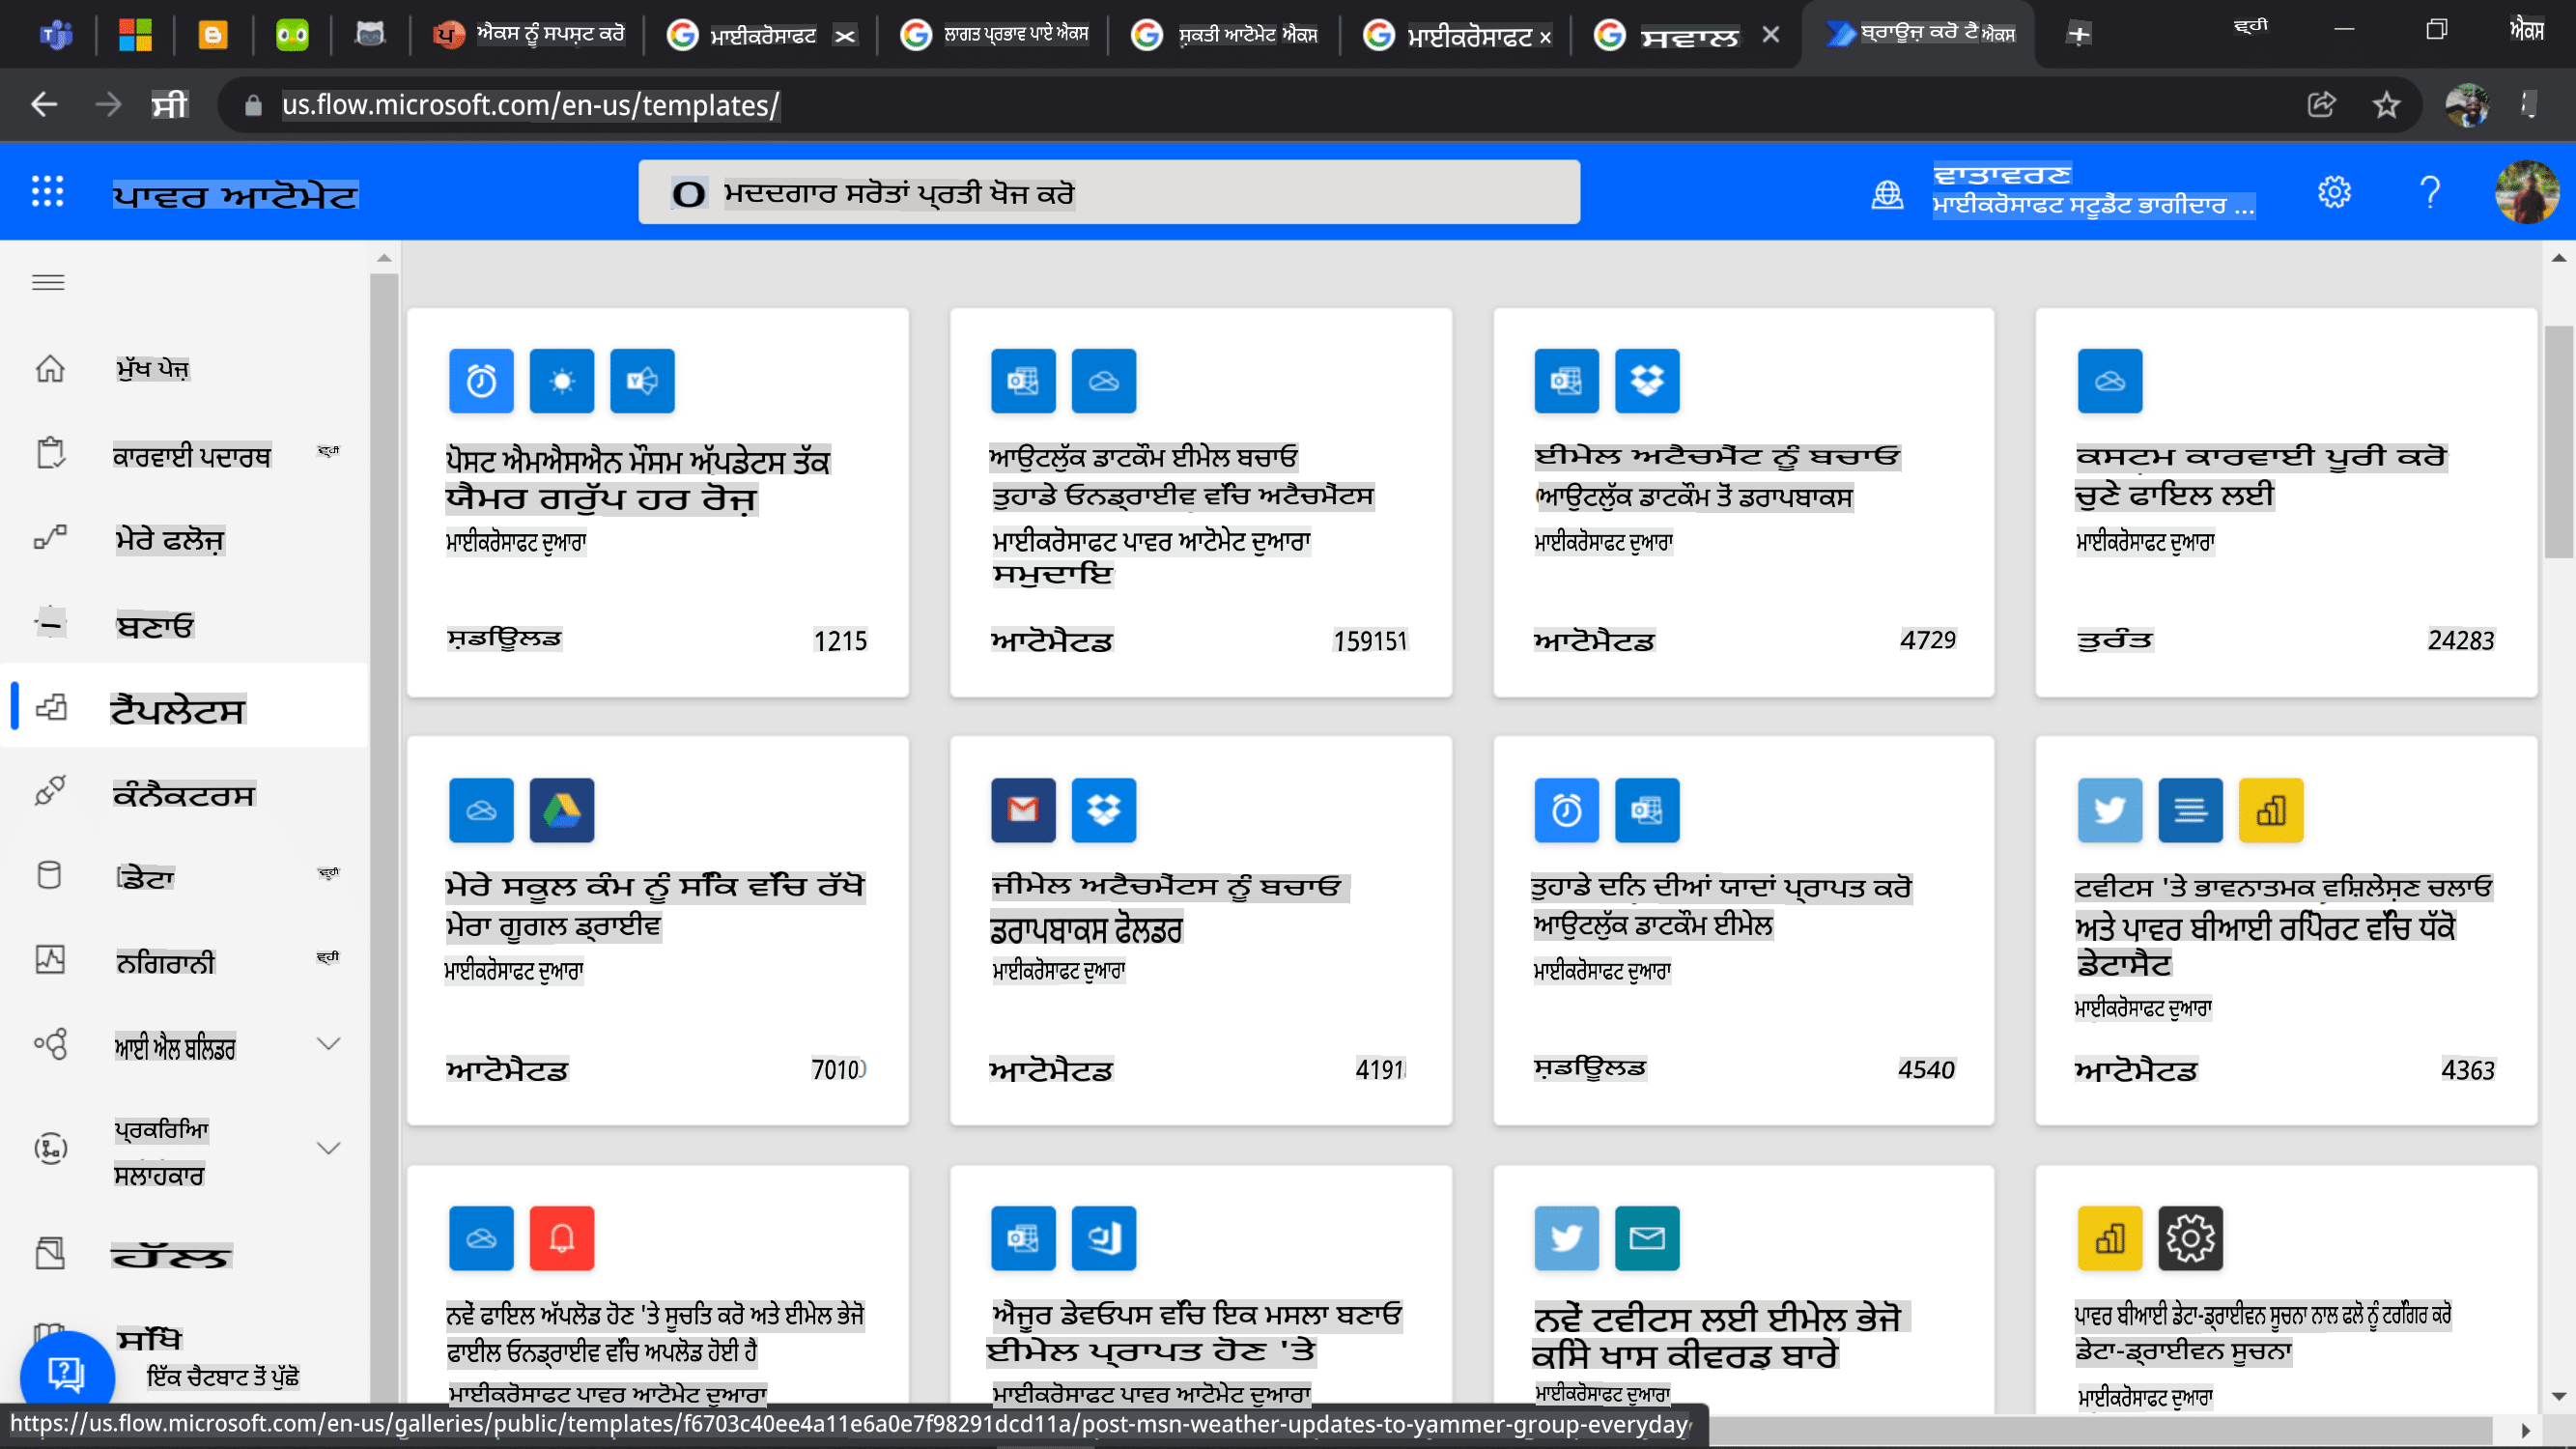 ਐਕਸ ਨੂੰ ਸਪਸ਼ਟ ਕਰੋ
ਮਾਈਕਰੋਸਾਫਟ
ਲਾਗਤ ਪ੍ਰਭਾਵ ਪਾਏ ਐਕਸ
ਸ਼ਕਤੀ ਆਟੋਮੇਟ ਐਕਸ
ਮਾਈਕਰੋਸਾਫਟ ×
ਸਵਾਲ
ਬ੍ਰਾਊਜ਼ ਕਰੋ ਟੈ ਐਕਸ
ਵ੍ਹੀ
ਐਕਸ
ਸੀ
us.flow.microsoft.com/en-us/templates/
ਪਾਵਰ ਆਟੋਮੇਟ
O ਮਦਦਗਾਰ ਸਰੋਤਾਂ ਪ੍ਰਤੀ ਖੋਜ ਕਰੋ
ਵਾਤਾਵਰਣ
ਮਾਈਕਰੋਸਾਫਟ ਸਟੂਡੈਂਟ ਭਾਗੀਦਾਰ ...
ਮੁੱਖ ਪੇਜ਼
ਕਾਰਵਾਈ ਪਦਾਰਥ
ਵ੍ਹੀ
ਮੇਰੇ ਫਲੋਜ਼
ਬਣਾਓ
ਟੈਂਪਲੇਟਸ
ਕੰਨੈਕਟਰਸ
ਡੇਟਾ
ਵ੍ਹੀ
ਨਗਿਰਾਨੀ
ਵ੍ਹੀ
ਆਈ ਐਲ ਬਲਿਡਰ
ਪ੍ਰਕਰਿਆਿ
ਸਲਾਹਕਾਰ
ਹੱਲ
ਸੱਖਿ
ਇੱਕ ਚੈਟਬਾਟ ਤੋਂ ਪੁੱਛੋ
ਪੋਸਟ ਐਮਐਸਐਨ ਮੌਸਮ ਅੱਪਡੇਟਸ ਤੱਕ
ਯੈਮਰ ਗਰੁੱਪ ਹਰ ਰੋਜ਼
ਮਾਈਕਰੋਸਾਫਟ ਦੁਆਰਾ
ਸ਼ਡਿਊਲਡ
1215
ਆਉਟਲੁੱਕ ਡਾਟਕੌਮ ਈਮੇਲ ਬਚਾਓ
ਤੁਹਾਡੇ ਓਨਡ੍ਰਾਈਵ ਵੱਚਿ ਅਟੈਚਮੈਂਟਸ
ਮਾਈਕਰੋਸਾਫਟ ਪਾਵਰ ਆਟੋਮੇਟ ਦੁਆਰਾ
ਸਮੁਦਾਇ
ਆਟੋਮੈਟਡ
159151
ਈਮੇਲ ਅਟੈਚਮੈਂਟ ਨੂੰ ਬਚਾਓ
ਆਉਟਲੁੱਕ ਡਾਟਕੌਮ ਤੋਂ ਡਰਾਪਬਾਕਸ
ਮਾਈਕਰੋਸਾਫਟ ਦੁਆਰਾ
ਆਟੋਮੈਟਡ
4729
ਕਸਟਮ ਕਾਰਵਾਈ ਪੂਰੀ ਕਰੋ
ਚੁਣੇ ਫਾਇਲ ਲਈ
ਮਾਈਕਰੋਸਾਫਟ ਦੁਆਰਾ
ਤੁਰੰਤ
24283
ਮੇਰੇ ਸਕੂਲ ਕੰਮ ਨੂੰ ਸਕਿੰ ਵੱਚਿ ਰੱਖੋ
ਮੇਰਾ ਗੂਗਲ ਡ੍ਰਾਈਵ
ਮਾਈਕਰੋਸਾਫਟ ਦੁਆਰਾ
ਆਟੋਮੈਟਡ
7010
ਜੀਮੇਲ ਅਟੈਚਮੈਂਟਸ ਨੂੰ ਬਚਾਓ
ਡਰਾਪਬਾਕਸ ਫੋਲਡਰ
ਮਾਈਕਰੋਸਾਫਟ ਦੁਆਰਾ
ਆਟੋਮੈਟਡ
4191
ਤੁਹਾਡੇ ਦਨਿ ਦੀਆਂ ਯਾਦਾਂ ਪ੍ਰਾਪਤ ਕਰੋ
ਆਉਟਲੁੱਕ ਡਾਟਕੌਮ ਈਮੇਲ
ਮਾਈਕਰੋਸਾਫਟ ਦੁਆਰਾ
ਸ਼ਡਿਊਲਡ
4540
ਟਵੀਟਸ 'ਤੇ ਭਾਵਨਾਤਮਕ ਵਸ਼ਿਲੇਸ਼ਣ ਚਲਾਓ
ਅਤੇ ਪਾਵਰ ਬੀਆਈ ਰਪਿੋਰਟ ਵੱਚਿ ਧੱਕੋ
ਡੇਟਾਸੈਟ
ਮਾਈਕਰੋਸਾਫਟ ਦੁਆਰਾ
ਆਟੋਮੈਟਡ
4363
ਨਵੇਂ ਫਾਇਲ ਅੱਪਲੋਡ ਹੋਣ 'ਤੇ ਸੂਚਤਿ ਕਰੋ ਅਤੇ ਈਮੇਲ ਭੇਜੋ
ਫਾਈਲ ਓਨਡ੍ਰਾਈਵ ਵੱਚਿ ਅਪਲੋਡ ਹੋਈ ਹੈ
ਮਾਈਕਰੋਸਾਫਟ ਪਾਵਰ ਆਟੋਮੇਟ ਦੁਆਰਾ
ਐਜੂਰ ਡੇਵਓਪਸ ਵੱਚਿ ਇਕ ਮਸਲਾ ਬਣਾਓ
ਈਮੇਲ ਪ੍ਰਾਪਤ ਹੋਣ 'ਤੇ
ਮਾਈਕਰੋਸਾਫਟ ਪਾਵਰ ਆਟੋਮੇਟ ਦੁਆਰਾ
ਨਵੇਂ ਟਵੀਟਸ ਲਈ ਈਮੇਲ ਭੇਜੋ
ਕਸਿੇ ਖਾਸ ਕੀਵਰਡ ਬਾਰੇ
ਮਾਈਕਰੋਸਾਫਟ ਦੁਆਰਾ
ਪਾਵਰ ਬੀਆਈ ਡੇਟਾ-ਡ੍ਰਾਈਵਨ ਸੂਚਨਾ ਨਾਲ ਫਲੋ ਨੂੰ ਟਰੱਗਿਰ ਕਰੋ
ਡੇਟਾ-ਡ੍ਰਾਈਵਨ ਸੂਚਨਾ
ਮਾਈਕਰੋਸਾਫਟ ਦੁਆਰਾ
https://us.flow.microsoft.com/en-us/galleries/public/templates/f6703c40ee4a11e6a0e7f98291dcd11a/post-msn-weather-updates-to-yammer-group-everyday